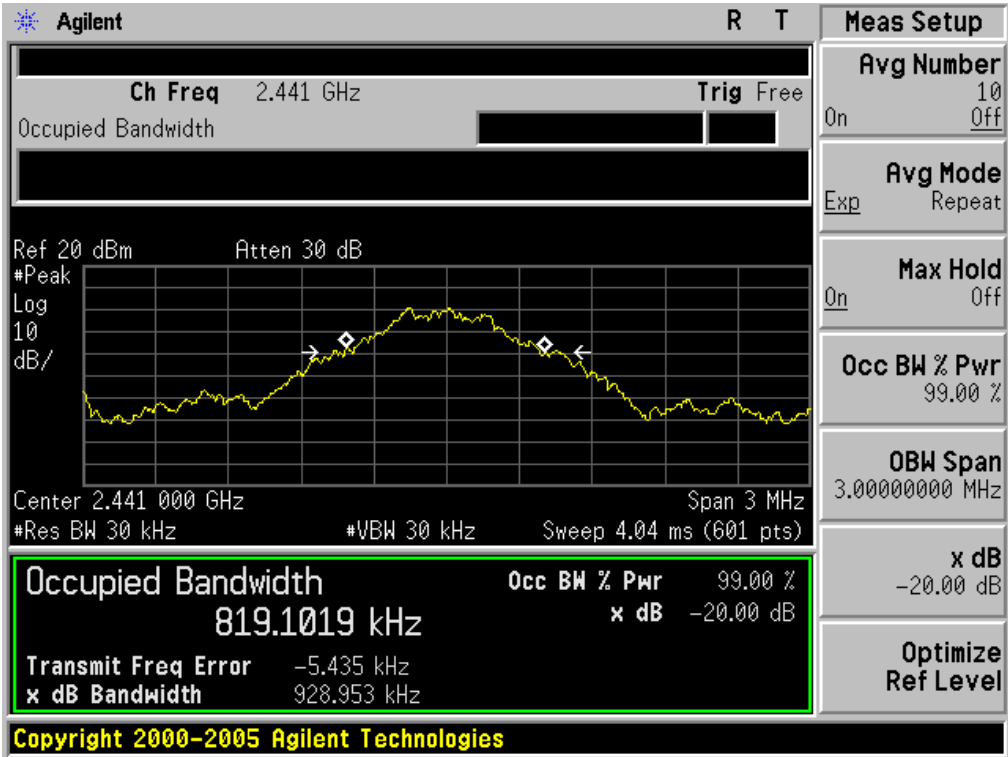 Agilent R T
Ch Freq 2.441 GHz Trig Free
Occupied Bandwidth
Ref 20 dBm Atten 30 dB
#Peak
Log
10
dB/
Center 2.441 000 GHz Span 3 MHz
#Res BW 30 kHz #VBW 30 kHz Sweep 4.04 ms (601 pts)
Occupied Bandwidth Occ BW % Pwr 99.00 %
819.1019 kHz x dB -20.00 dB
Transmit Freq Error -5.435 kHz
x dB Bandwidth 928.953 kHz
Copyright 2000-2005 Agilent Technologies
Meas Setup
Avg Number
10
On Off
Avg Mode
Exp Repeat
Max Hold
On Off
Occ BW % Pwr
99.00 %
OBW Span
3.00000000 MHz
x dB
-20.00 dB
Optimize
Ref Level